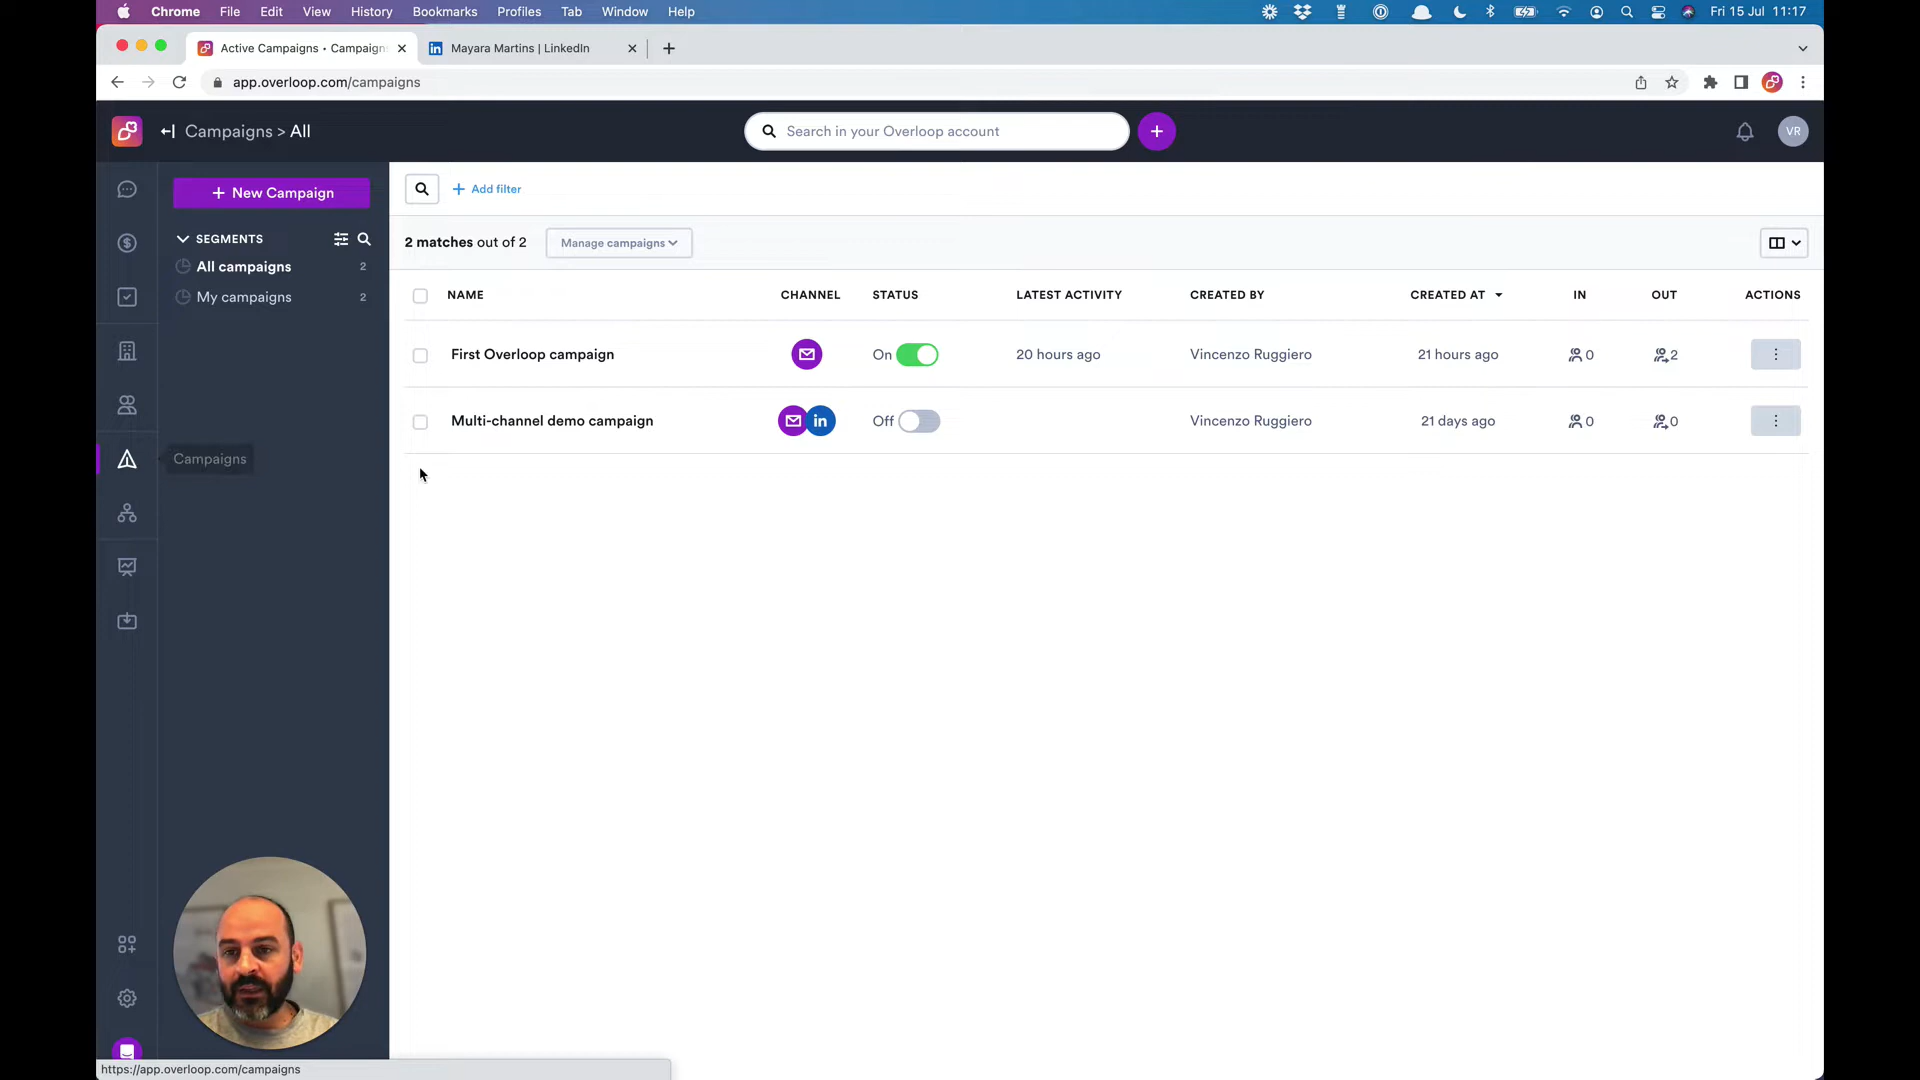 Chrome File Edit View History Bookmarks Profiles Tab Window Help Fri 15 Jul 11:17
Active Campaigns • Campaign
Mayara Martins | LinkedIn
app.overloop.com/campaigns
Campaigns > All
Search in your Overloop account
VR
New Campaign
Add filter
SEGMENTS
2 matches out of 2
Manage campaigns
All campaigns 2
My campaigns 2
NAME CHANNEL STATUS LATEST ACTIVITY CREATED BY CREATED AT IN OUT ACTIONS
First Overloop campaign On 20 hours ago Vincenzo Ruggiero 21 hours ago 0 2
Multi-channel demo campaign in Off Vincenzo Ruggiero 21 days ago 0 0
Campaigns
https://app.overloop.com/campaigns